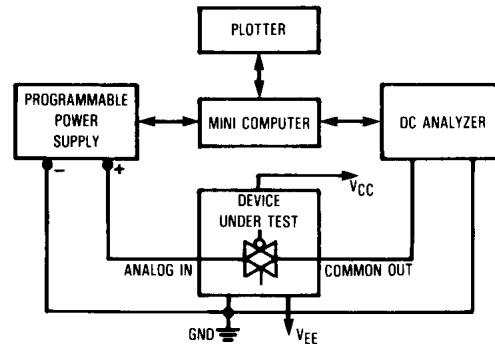 PLOTTER
PROGRAMMABLE
POWER
SUPPLY
MINI COMPUTER
DC ANALYZER
-
+
VCC
DEVICE
UNDER TEST
ANALOG IN
COMMON OUT
GND
VEE